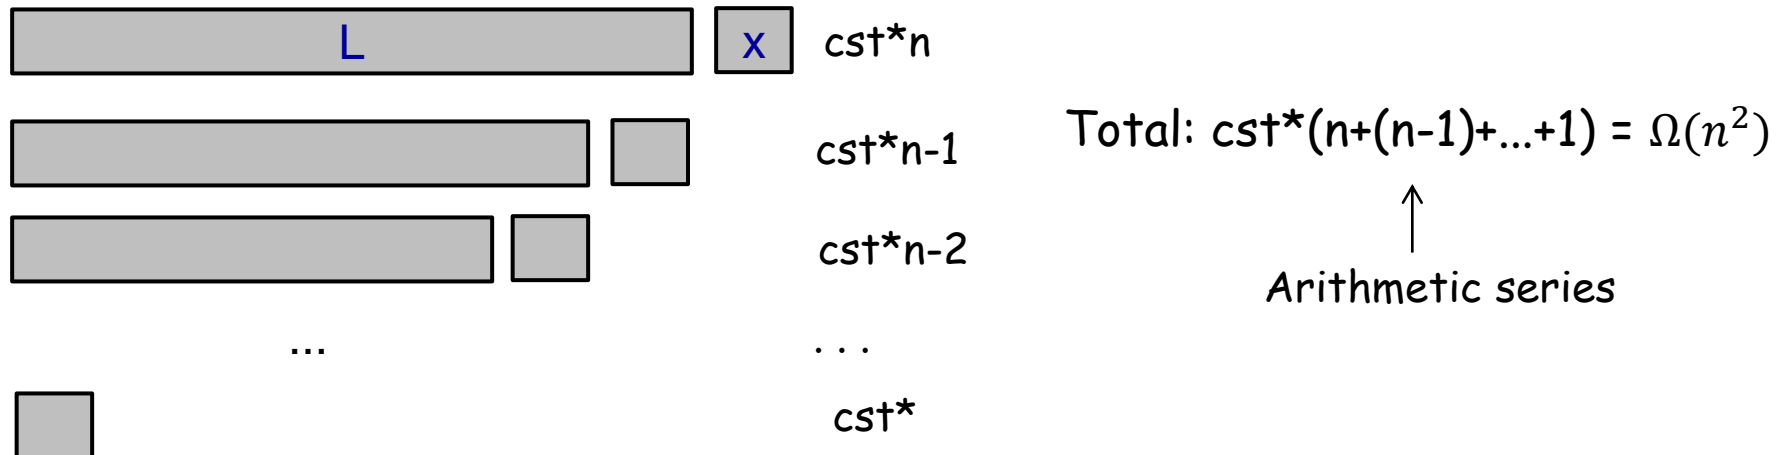 L x cst*n
Total: cst*(n+(n-1)+...+1) = Ω(n²)
cst*n-1
cst*n-2
Arithmetic series
... . . .
cst*